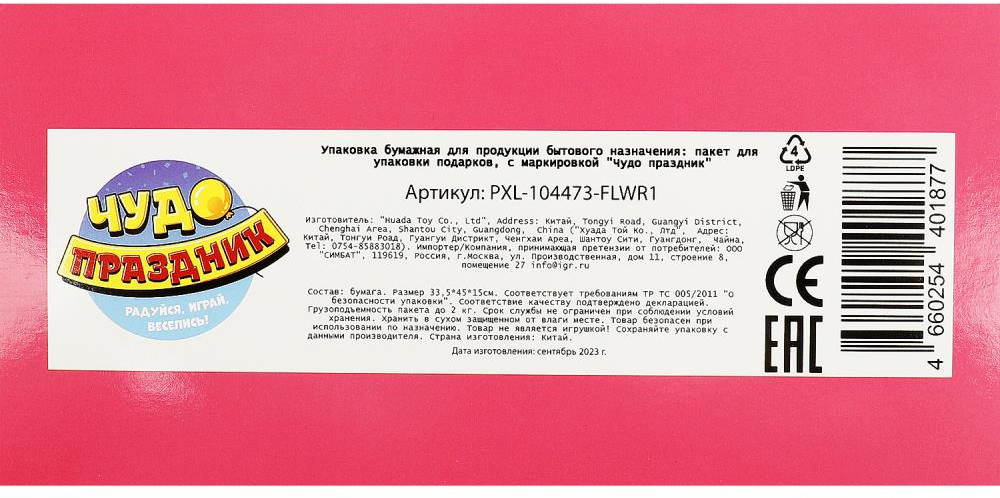 ЧУДО
ПРАЗДНИК
РАДУЙСЯ, ИГРАЙ,
ВЕСЕЛИСЬ!
Упаковка бумажная для продукции бытового назначения: пакет для
упаковки подарков, с маркировкой "Чудо праздник"
Артикул: PXL-104473-FLWR1
Изготовитель: "Huada Toy Co., Ltd", Address: Китай, Tongyi Road, Guangyi District,
Chenghai Area, Shantou City, Guangdong, China ("Хуада Той Ко., Лтд", Адрес:
Китай, Тонгуи Роад, Гуангуи Дистрикт, Ченгхаи Ареа, Шантоу Сити, Гуангдонг, Чайна,
Tel: 0754-85883018). Импортер/Компания, принимающая претензии от потребителей: ООО
"СИМБАТ", 119619, Россия, г.Москва, ул. Производственная, дом 11, строение 8,
помещение 27 info@igr.ru
Состав: бумага. Размер 33,5*45*15см. Соответствует требованиям ТР ТС 005/2011 "О
безопасности упаковки". Соответствие качеству подтверждено декларацией.
Грузоподъемность пакета до 2 кг. Срок службы не ограничен при соблюдении условий
хранения. Хранить в сухом защищенном от влаги месте. Товар безопасен при
использовании по назначению. Товар не является игрушкой! Сохраняйте упаковку с
данными производителя. Страна изготовления: Китай.
Дата изготовления: сентябрь 2023 г.
4
LDPE
CE
EAC
4 660254 401877